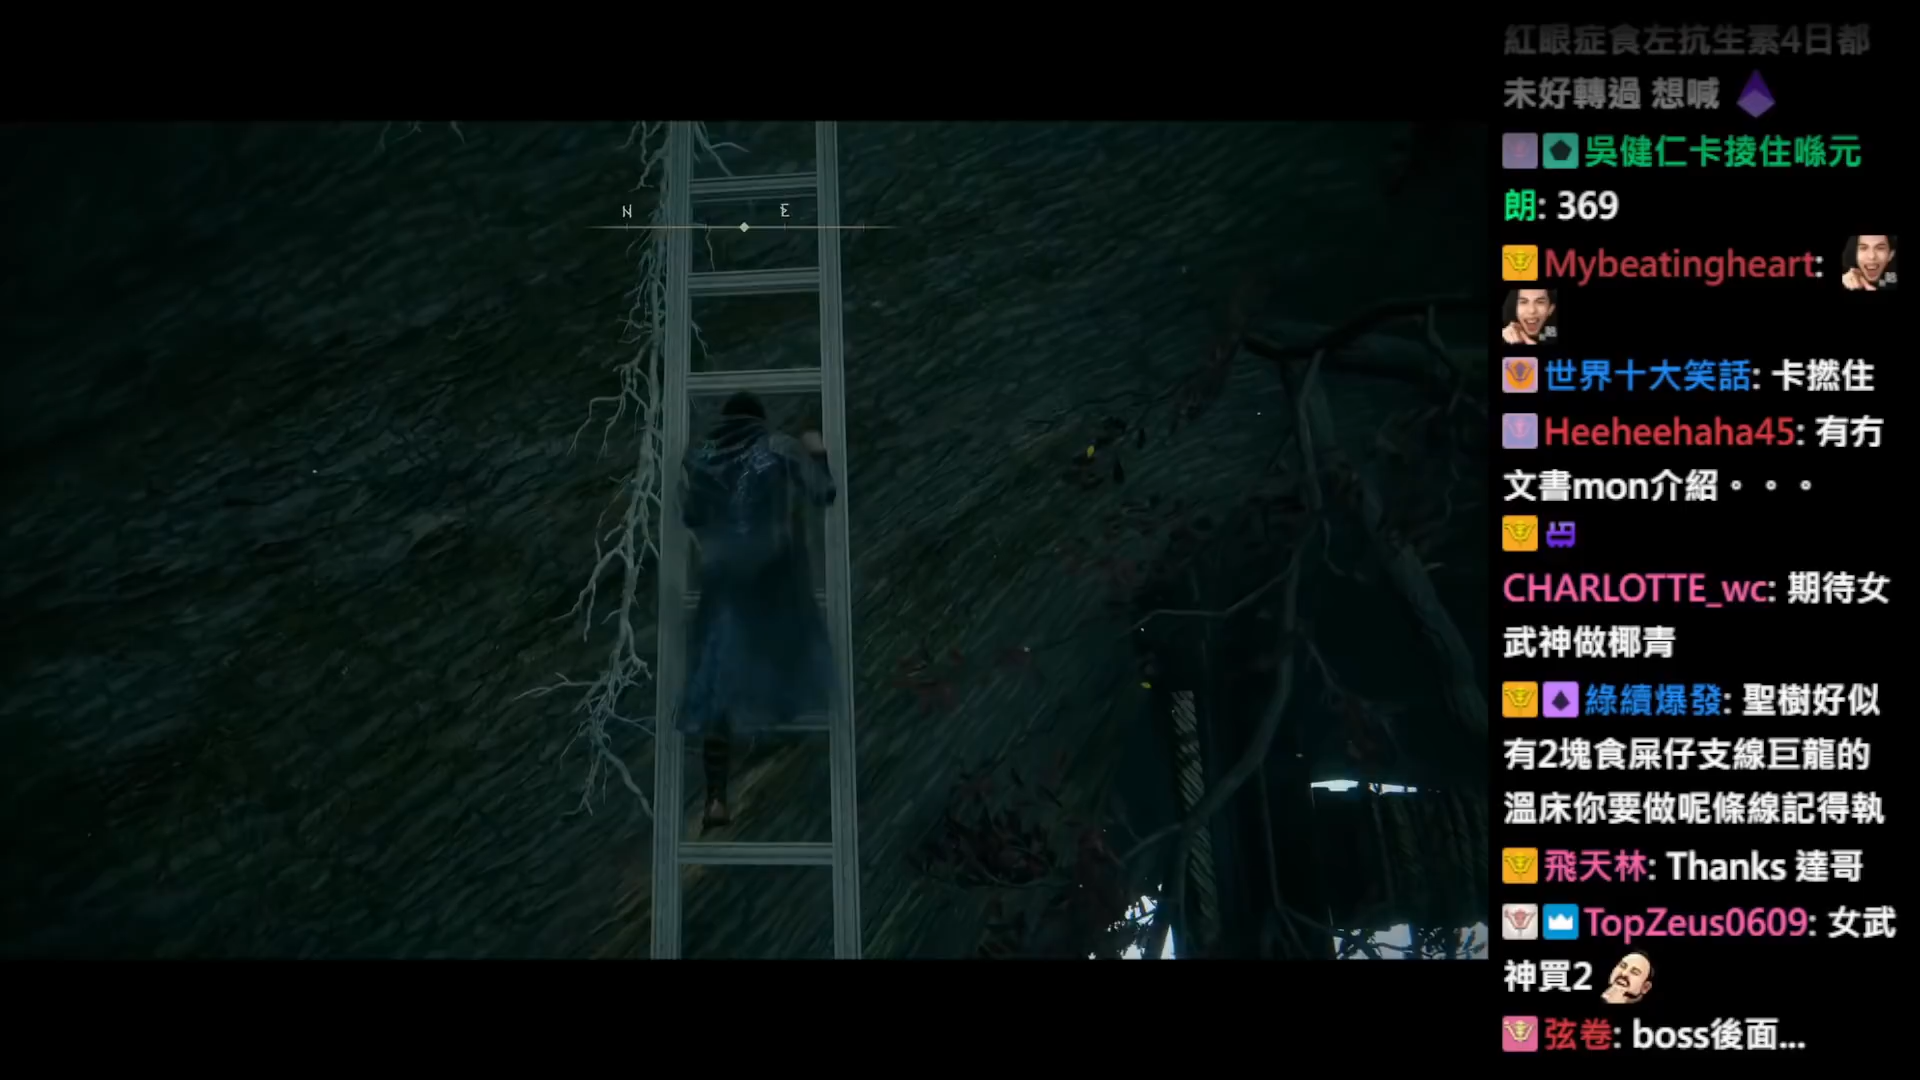 N E
紅眼症食左抗生素4日都
未好轉過 想喊
吳健仁卡掕住喺元
朗: 369
Mybeatingheart:
世界十大笑話: 卡撚住
Heeheehaha45: 有冇
文書mon介紹。。。
CHARLOTTE_wc: 期待女
武神做椰青
綠續爆發: 聖樹好似
有2塊食屎仔支線巨龍的
溫床你要做呢條線記得執
飛天林: Thanks 達哥
TopZeus0609: 女武
神買2
弦卷: boss後面...